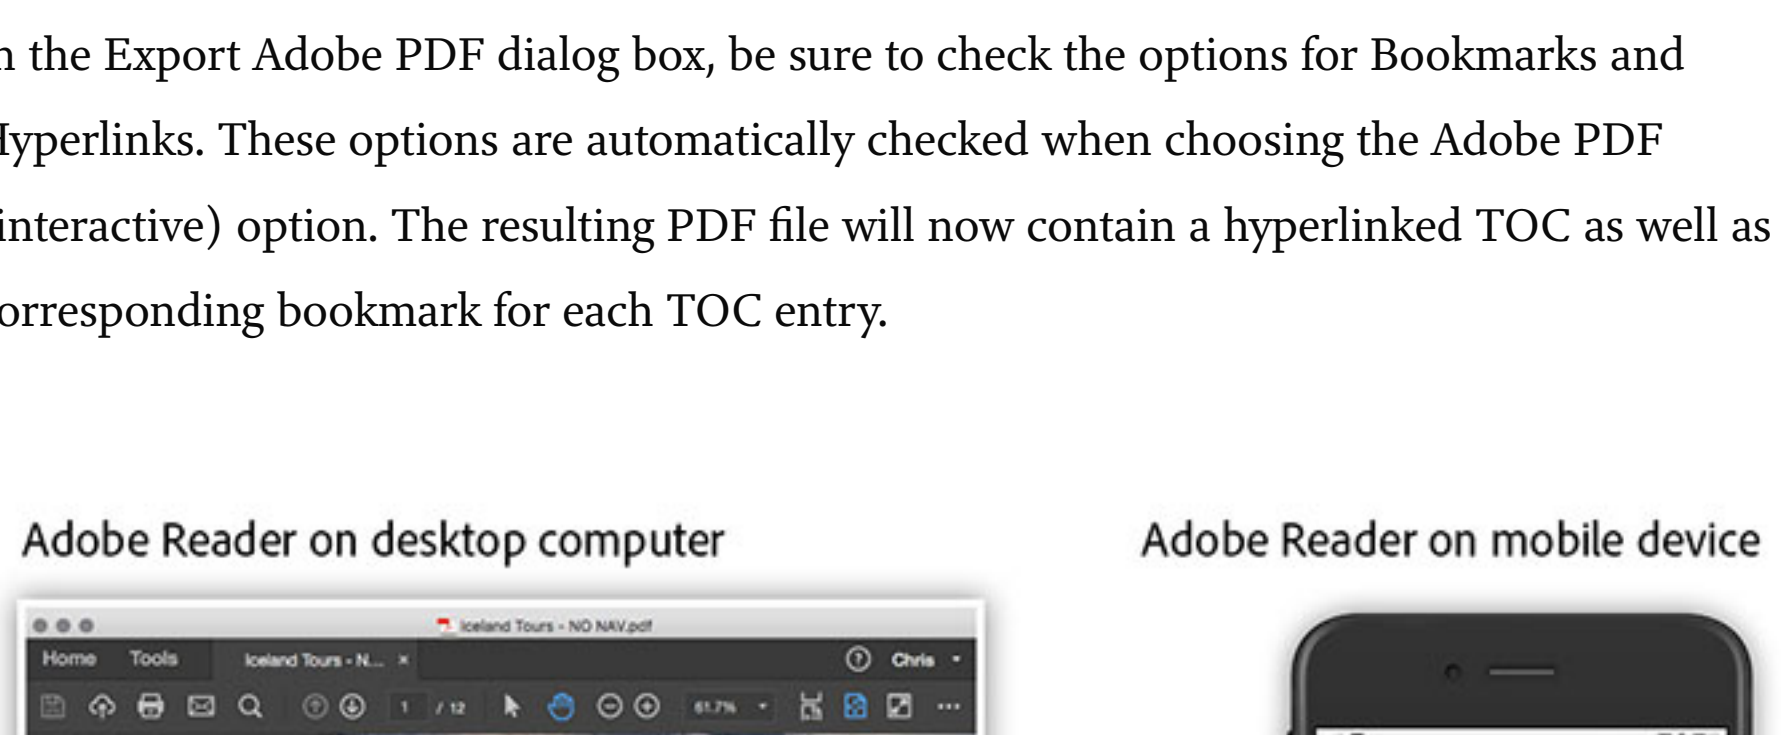 n the Export Adobe PDF dialog box, be sure to check the options for Bookmarks and
Hyperlinks. These options are automatically checked when choosing the Adobe PDF
interactive) option. The resulting PDF file will now contain a hyperlinked TOC as well as
orresponding bookmark for each TOC entry.
Adobe Reader on desktop computer
Adobe Reader on mobile device
Iceland Tours - NO NAV.pdf
Home Tools Iceland Tours - N... × ? Chris
1 / 12 61.7% ...